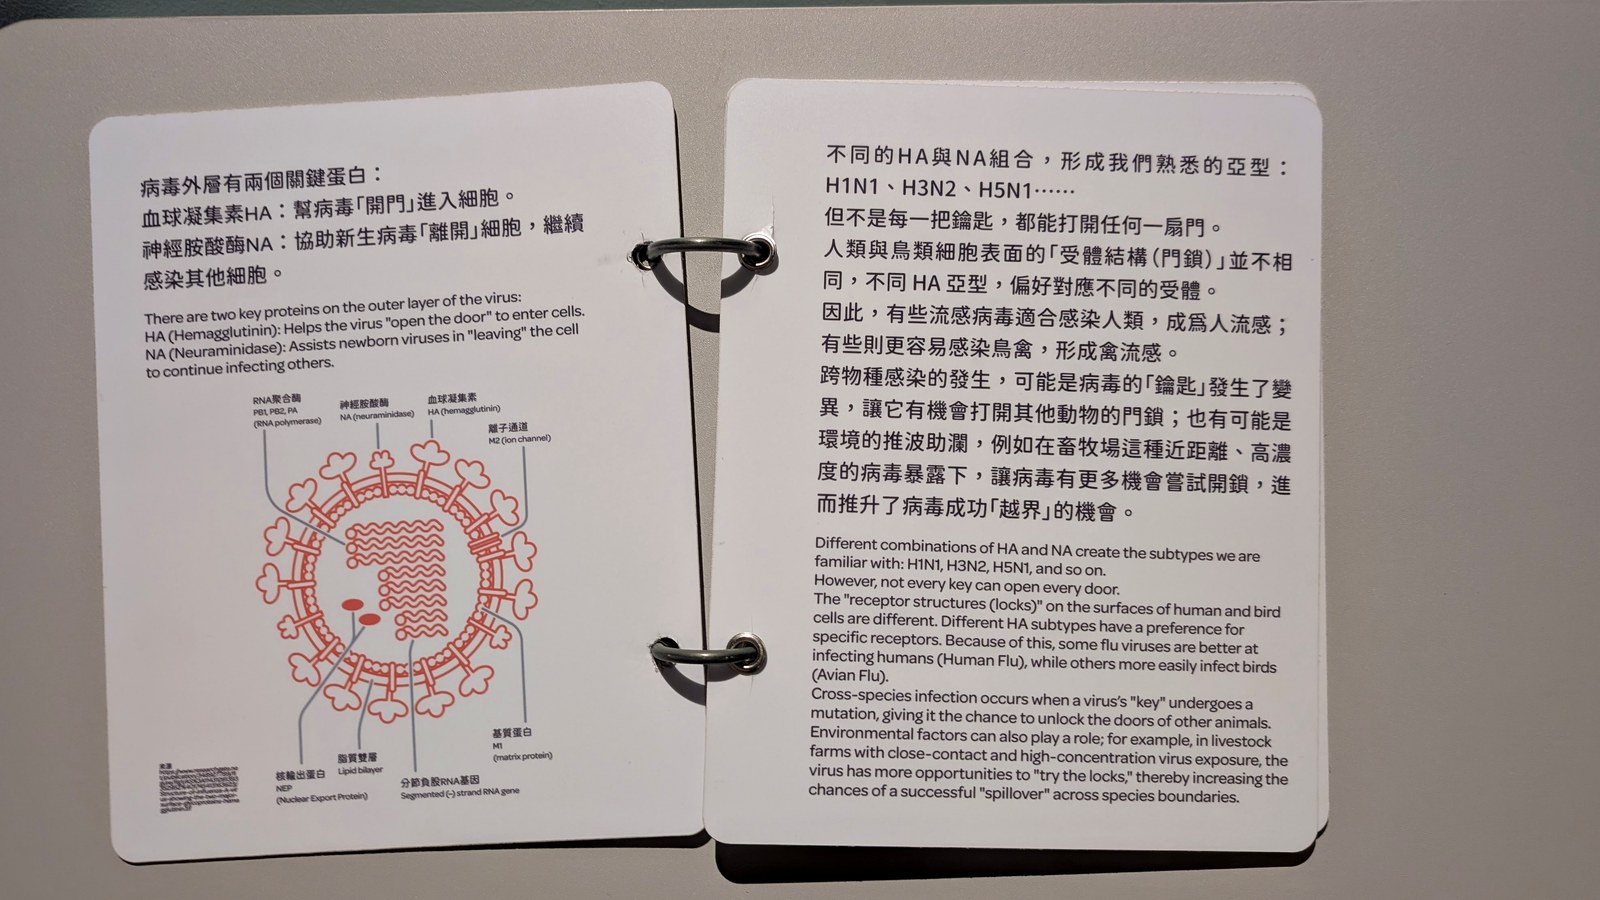 病毒外層有兩個關鍵蛋白：
血球凝集素HA：幫病毒「開門」進入細胞。
神經胺酸酶NA：協助新生病毒「離開」細胞，繼續
感染其他細胞。
There are two key proteins on the outer layer of the virus:
HA (Hemagglutinin): Helps the virus "open the door" to enter cells.
NA (Neuraminidase): Assists newborn viruses in "leaving" the cell
to continue infecting others.
RNA聚合酶
PB1, PB2, PA
(RNA polymerase)
神經胺酸酶
NA (neuraminidase)
血球凝集素
HA (hemagglutinin)
離子通道
M2 (ion channel)
基質蛋白
M1
(matrix protein)
脂質雙層
Lipid bilayer
核輸出蛋白
NEP
(Nuclear Export Protein)
分節負股RNA基因
Segmented (-) strand RNA gene
來源
不同的HA與NA組合，形成我們熟悉的亞型：
H1N1、H3N2、H5N1⋯⋯
但不是每一把鑰匙，都能打開任何一扇門。
人類與鳥類細胞表面的「受體結構（門鎖）」並不相
同，不同 HA 亞型，偏好對應不同的受體。
因此，有些流感病毒適合感染人類，成爲人流感；
有些則更容易感染鳥禽，形成禽流感。
跨物種感染的發生，可能是病毒的「鑰匙」發生了變
異，讓它有機會打開其他動物的門鎖；也有可能是
環境的推波助瀾，例如在畜牧場這種近距離、高濃
度的病毒暴露下，讓病毒有更多機會嘗試開鎖，進
而推升了病毒成功「越界」的機會。
Different combinations of HA and NA create the subtypes we are
familiar with: H1N1, H3N2, H5N1, and so on.
However, not every key can open every door.
The "receptor structures (locks)" on the surfaces of human and bird
cells are different. Different HA subtypes have a preference for
specific receptors. Because of this, some flu viruses are better at
infecting humans (Human Flu), while others more easily infect birds
(Avian Flu).
Cross-species infection occurs when a virus's "key" undergoes a
mutation, giving it the chance to unlock the doors of other animals.
Environmental factors can also play a role; for example, in livestock
farms with close-contact and high-concentration virus exposure, the
virus has more opportunities to "try the locks," thereby increasing the
chances of a successful "spillover" across species boundaries.